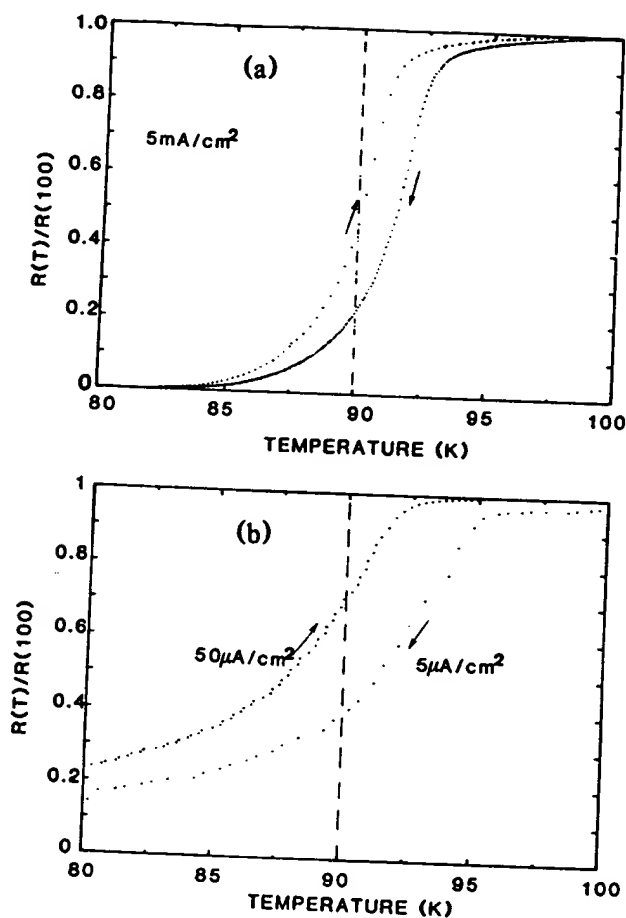 1.0
(a)
0.8
5mA/cm²
0.6
R(T)/R(100)
0.4
0.2
0
80 85 90 95 100
TEMPERATURE (K)
1
(b)
0.8
0.6
50μA/cm² 5μA/cm²
R(T)/R(100)
0.4
0.2
0
80 85 90 95 100
TEMPERATURE (K)